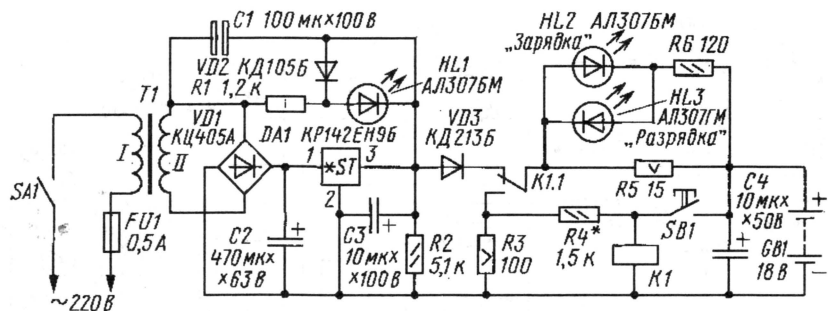 C1 100 мк×100 В
VD2 КД105Б
R1 1,2 к
HL1
АЛ307БМ
HL2 АЛ307БМ
„Зарядка"
R6 120
HL3
АЛ307ГМ
„Разрядка"
T1
I
II
VD1
КЦ405А
DA1 КР142ЕН9Б
1
*ST
3
2
VD3
КД213Б
K1.1
R5 15
C4
10 мк×
×50В
SA1
FU1
0,5 А
C2
470 мк×
×63 В
C3
10 мк×
×100 В
R2
5,1 к
R3
100
R4*
1,5 к
SB1
K1
GB1
18 В
~220 В